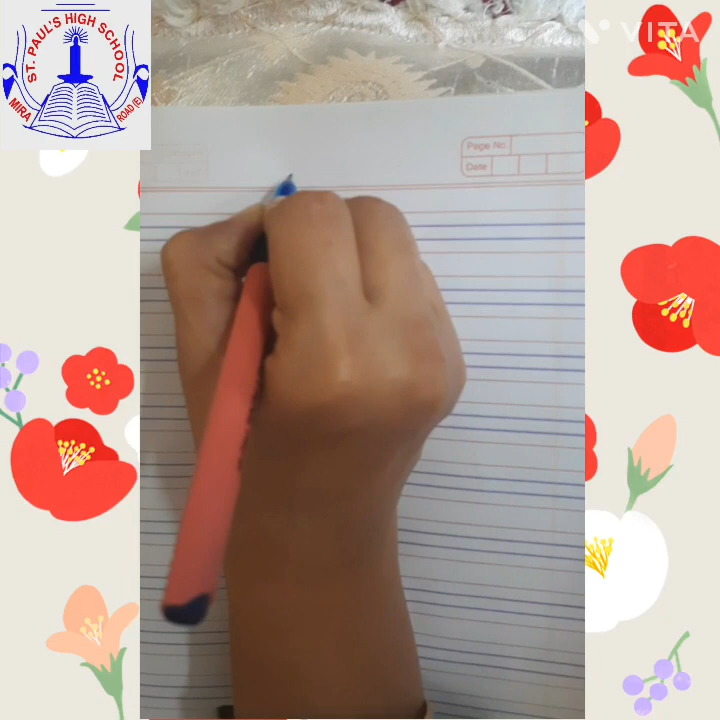 ST. PAUL'S HIGH SCHOOL
MIRA ROAD (E)
VITA
Page No.
Date